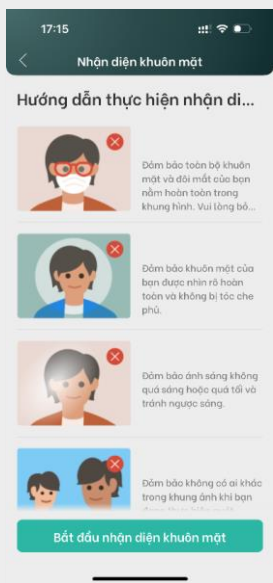 17:15
Nhận diện khuôn mặt
Hướng dẫn thực hiện nhận di...
Đảm bảo toàn bộ khuôn
mặt và đôi mắt của bạn
nằm hoàn toàn trong
khung hình. Vui lòng bỏ...
Đảm bảo khuôn mặt của
bạn được nhìn rõ hoàn
toàn và không bị tóc che
phủ.
Đảm bảo ánh sáng không
quá sáng hoặc quá tối và
tránh ngược sáng.
Đảm bảo không có ai khác
trong khung ảnh khi bạn
Bắt đầu nhận diện khuôn mặt